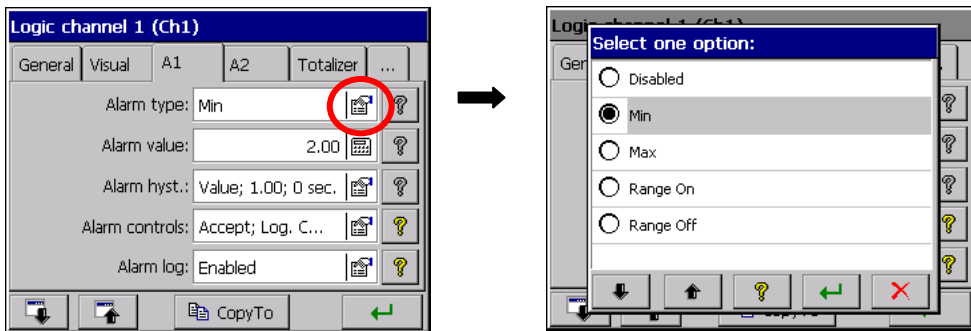 Logic channel 1 (Ch1)
General Visual A1 A2 Totalizer ...
Alarm type: Min ?
Alarm value: 2.00 ?
Alarm hyst.: Value; 1.00; 0 sec. ?
Alarm controls: Accept; Log. C... ?
Alarm log: Enabled ?
CopyTo
Select one option:
Disabled
Min
Max
Range On
Range Off
?